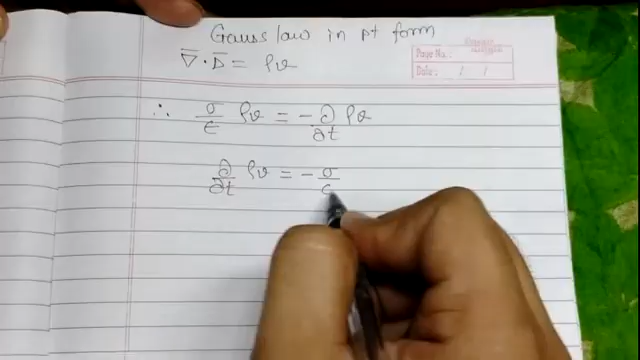 Gauss law in pt form
Page No.:
Date: / /
∇̅ · D̅ = ρv
∴ σ/ε ρv = - ∂/∂t ρv
∂/∂t ρv = - σ/ε